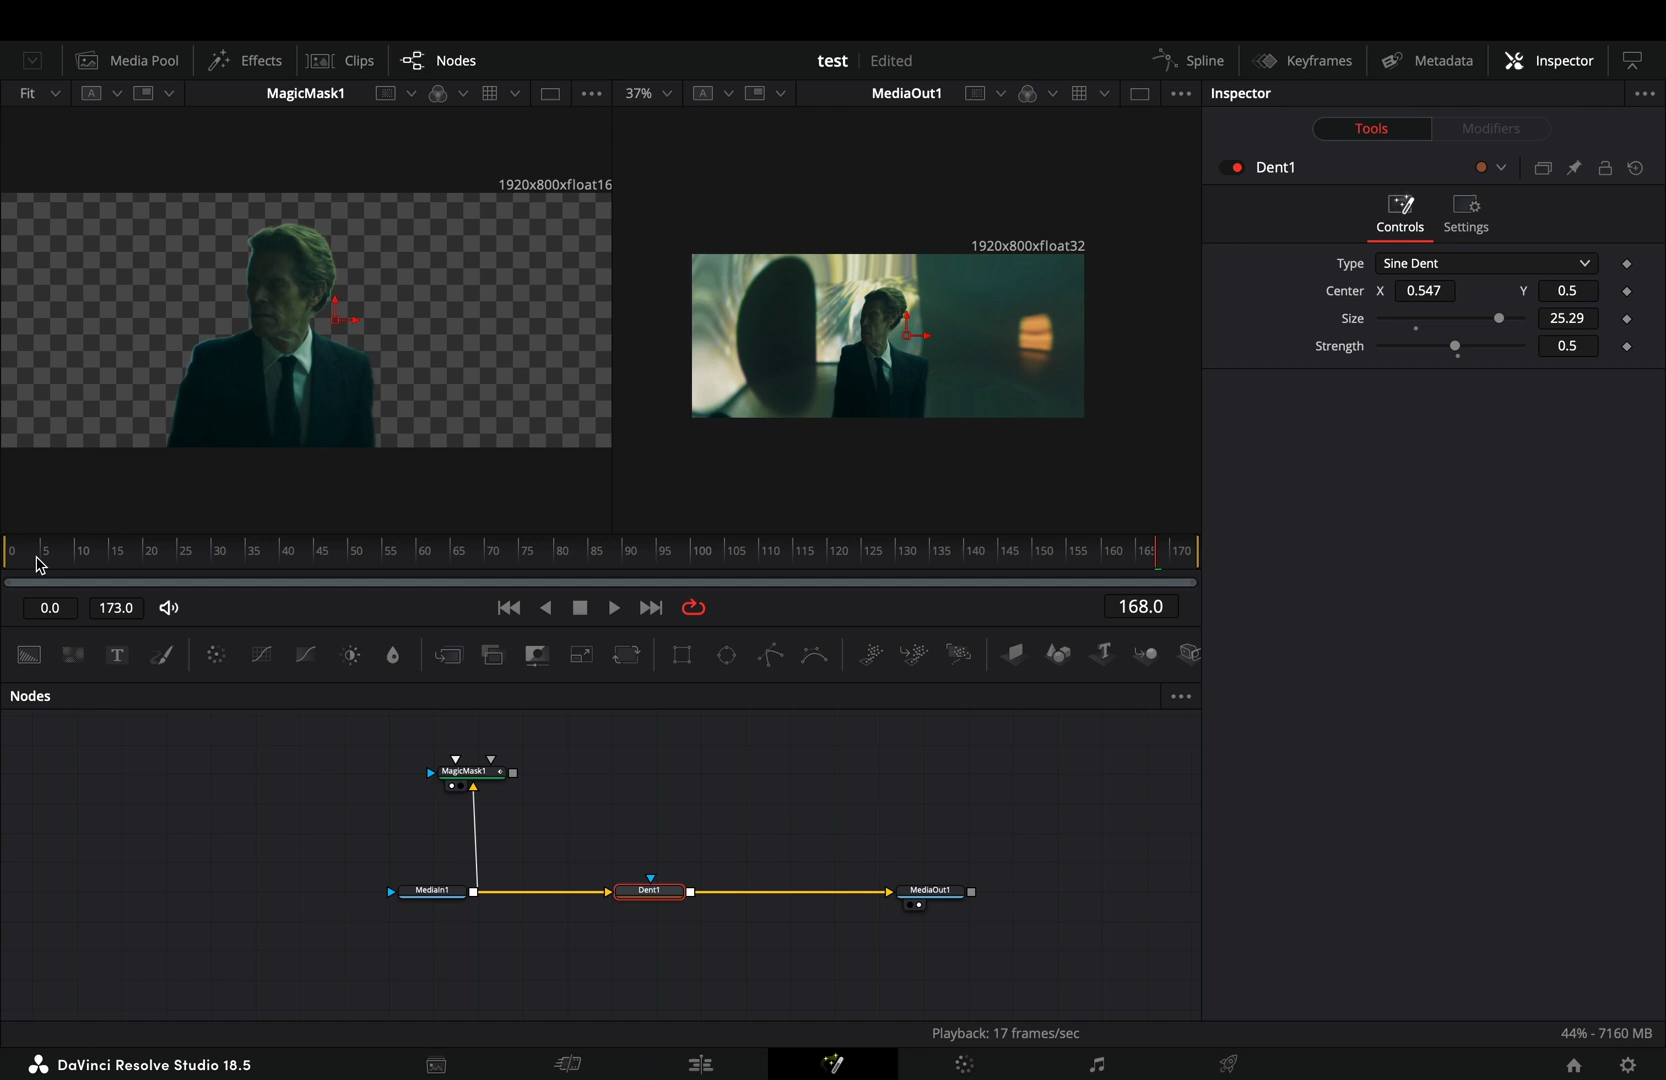 Media Pool
Effects
Clips
Nodes
test
Edited
Spline
Keyframes
Metadata
Inspector
Fit
A
MagicMask1
37%
A
MediaOut1
Inspector
Tools
Modifiers
Dent1
Controls
Settings
Type
Sine Dent
Center
X
0.547
Y
0.5
Size
25.29
Strength
0.5
1920x800xfloat16
1920x800xfloat32
0 5 10 15 20 25 30 35 40 45 50 55 60 65 70 75 80 85 90 95 100 105 110 115 120 125 130 135 140 145 150 155 160 165 170
0.0
173.0
168.0
T
T
Nodes
MagicMask1
MediaIn1
Dent1
MediaOut1
Playback: 17 frames/sec
44% - 7160 MB
DaVinci Resolve Studio 18.5